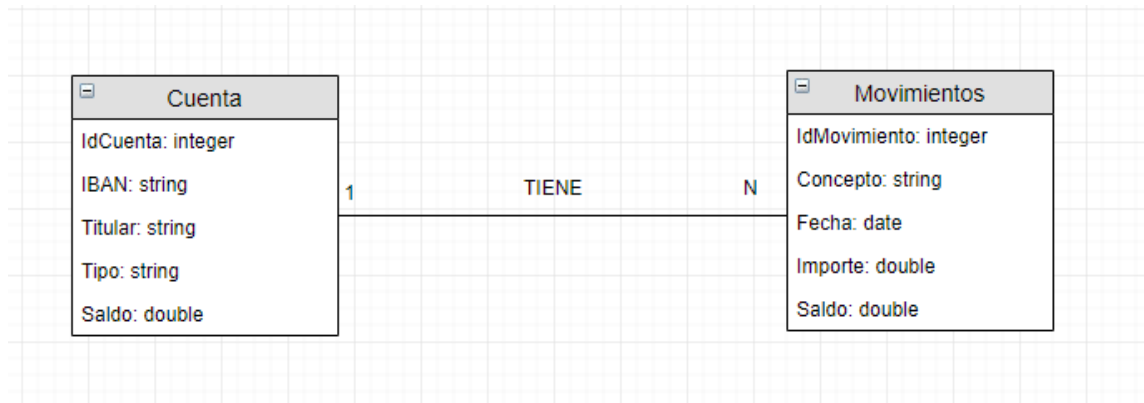 Cuenta
IdCuenta: integer
IBAN: string
Titular: string
Tipo: string
Saldo: double
1
TIENE
N
Movimientos
IdMovimiento: integer
Concepto: string
Fecha: date
Importe: double
Saldo: double